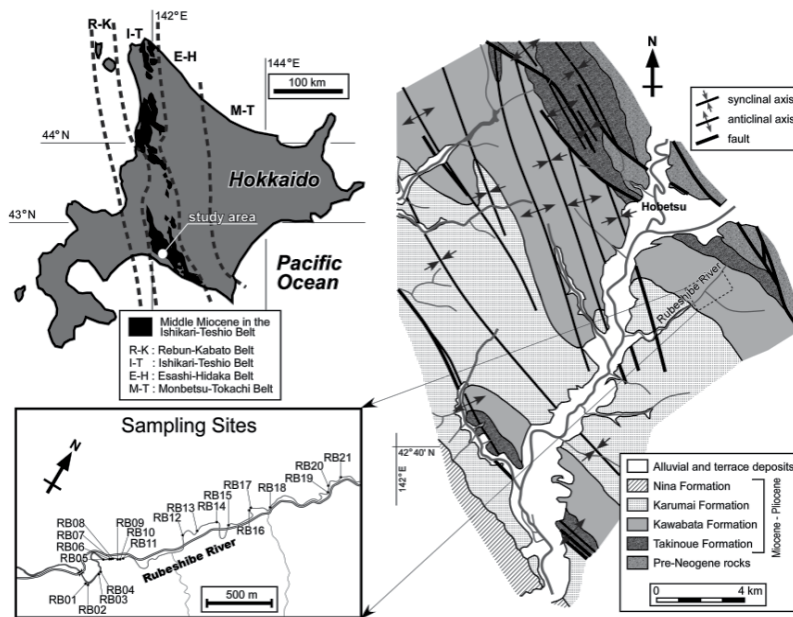 142°E
R-K
I-T
E-H
144°E
100 km
M-T
44°N
Hokkaido
43°N
study area
Pacific
Ocean
Middle Miocene in the
Ishikari-Teshio Belt
R-K : Rebun-Kabato Belt
I-T : Ishikari-Teshio Belt
E-H : Esashi-Hidaka Belt
M-T : Monbetsu-Tokachi Belt
N
synclinal axis
anticlinal axis
fault
Hobetsu
Rubeshibe River
42°40' N
142°E
Alluvial and terrace deposits
Nina Formation
Karumai Formation
Kawabata Formation
Takinoue Formation
Pre-Neogene rocks
Miocene - Pliocene
0 4 km
Sampling Sites
N
RB21
RB20
RB19
RB18
RB17
RB16
RB15
RB14
RB13
RB12
RB08
RB09
RB07
RB10
RB06
RB11
RB05
RB04
RB01
RB03
RB02
Rubeshibe River
500 m